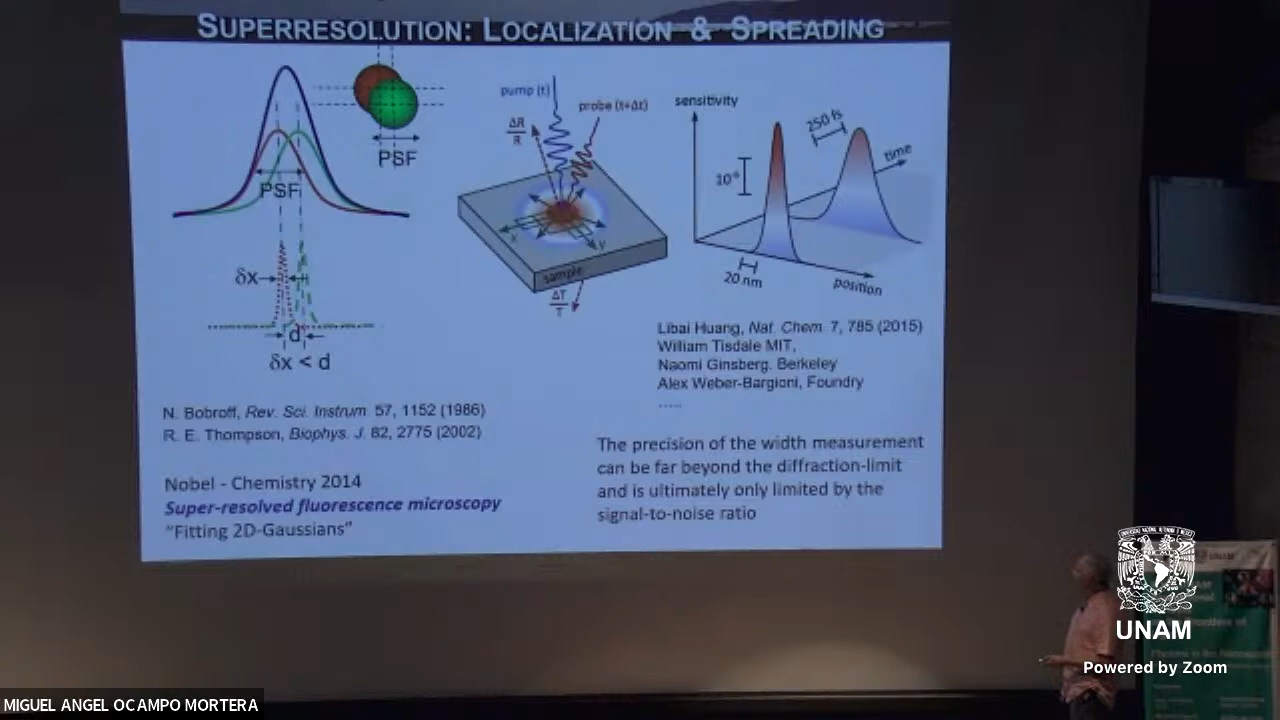 SUPERRESOLUTION: LOCALIZATION & SPREADING
PSF
PSF
δx
d
δx < d
pump (t)
probe (t+Δt)
ΔR
R
x
y
sample
ΔT
T
sensitivity
250 fs
time
20 nm
position
Libai Huang, Nat. Chem. 7, 785 (2015)
William Tisdale MIT,
Naomi Ginsberg. Berkeley
Alex Weber-Bargioni, Foundry
.....
N. Bobroff, Rev. Sci. Instrum. 57, 1152 (1986)
R. E. Thompson, Biophys. J. 82, 2775 (2002)
Nobel - Chemistry 2014
Super-resolved fluorescence microscopy
“Fitting 2D-Gaussians”
The precision of the width measurement
can be far beyond the diffraction-limit
and is ultimately only limited by the
signal-to-noise ratio
UNAM
UNAM
Powered by Zoom
MIGUEL ANGEL OCAMPO MORTERA